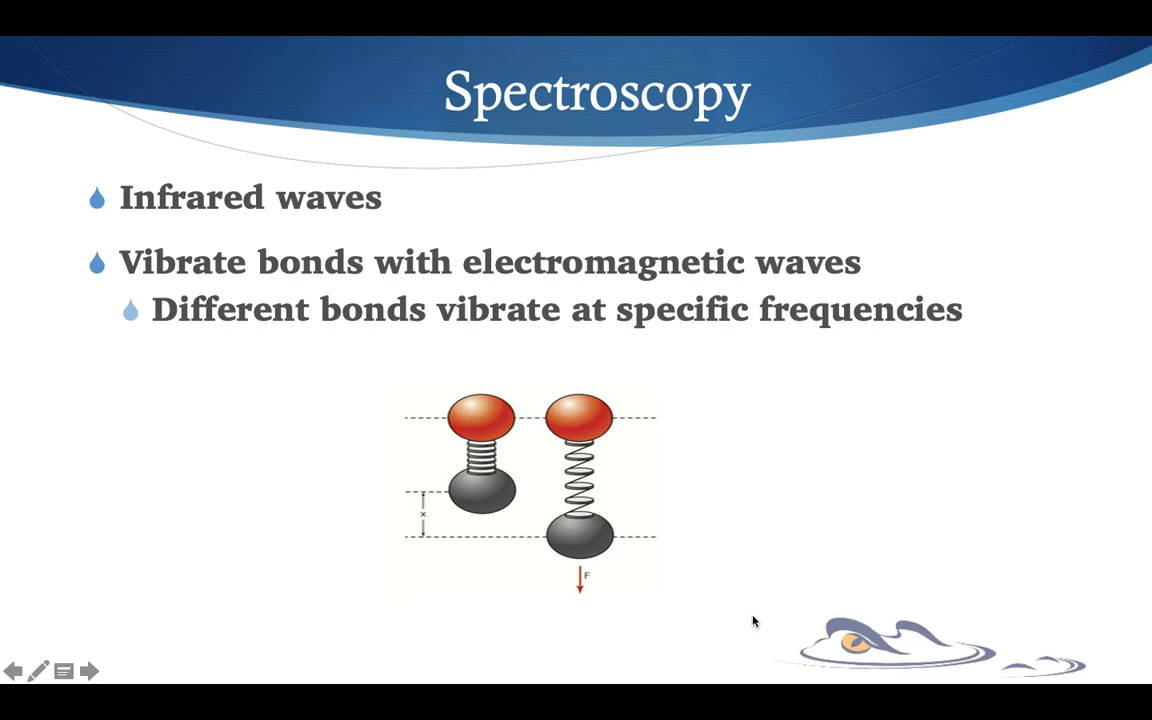 Spectroscopy
Infrared waves
Vibrate bonds with electromagnetic waves
Different bonds vibrate at specific frequencies
x
F